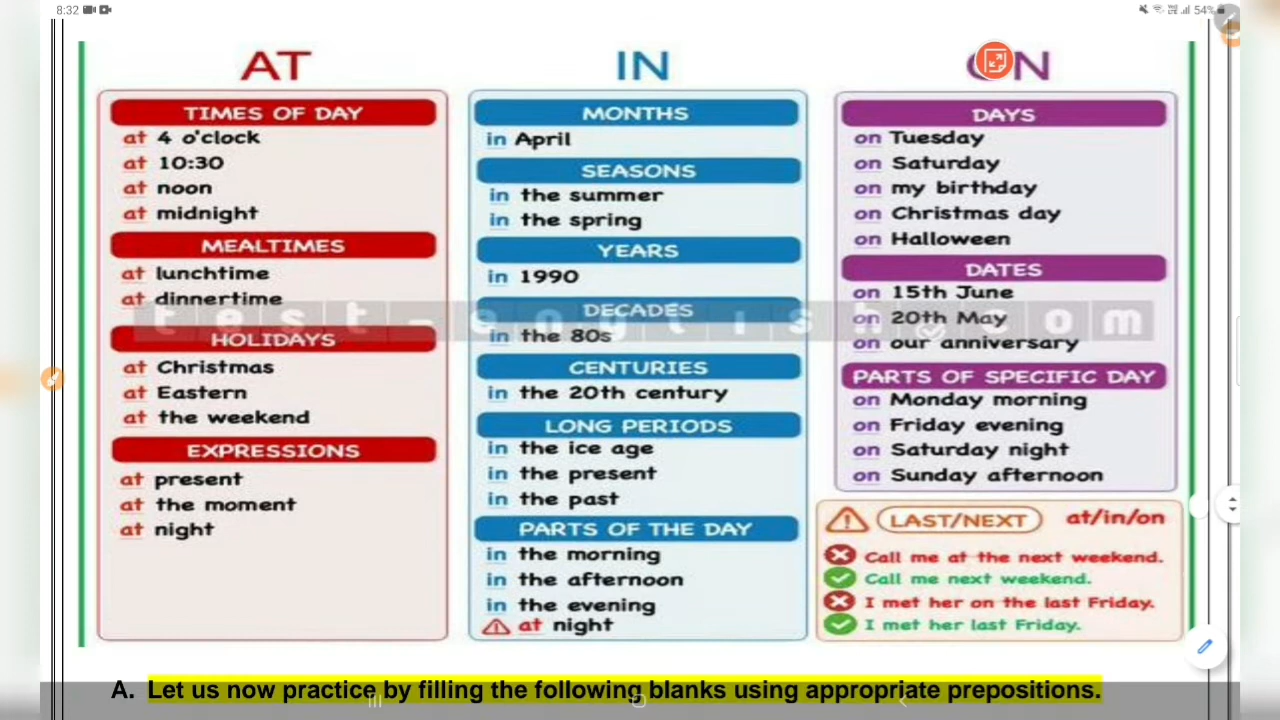 8:32
54%
AT
TIMES OF DAY
at 4 o'clock
at 10:30
at noon
at midnight
MEALTIMES
at lunchtime
at dinnertime
HOLIDAYS
at Christmas
at Eastern
at the weekend
EXPRESSIONS
at present
at the moment
at night
IN
MONTHS
in April
SEASONS
in the summer
in the spring
YEARS
in 1990
DECADES
in the 80s
CENTURIES
in the 20th century
LONG PERIODS
in the ice age
in the present
in the past
PARTS OF THE DAY
in the morning
in the afternoon
in the evening
at night
ON
DAYS
on Tuesday
on Saturday
on my birthday
on Christmas day
on Halloween
DATES
on 15th June
on 20th May
on our anniversary
PARTS OF SPECIFIC DAY
on Monday morning
on Friday evening
on Saturday night
on Sunday afternoon
LAST/NEXT at/in/on
Call me at the next weekend.
Call me next weekend.
I met her on the last Friday.
I met her last Friday.
test-english.com
A. Let us now practice by filling the following blanks using appropriate prepositions.